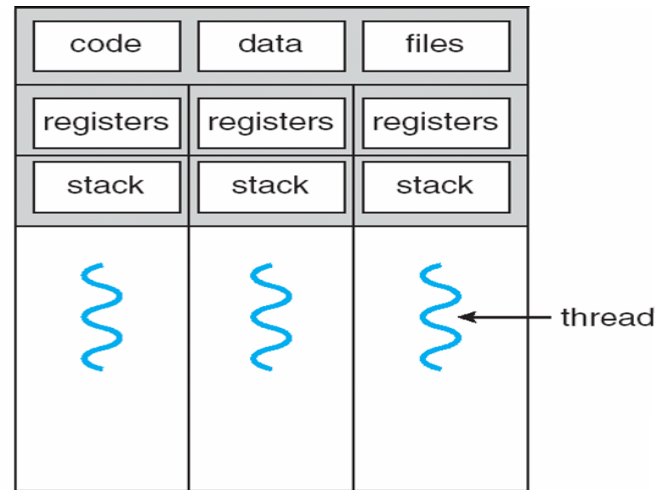 code data files
registers registers registers
stack stack stack
thread